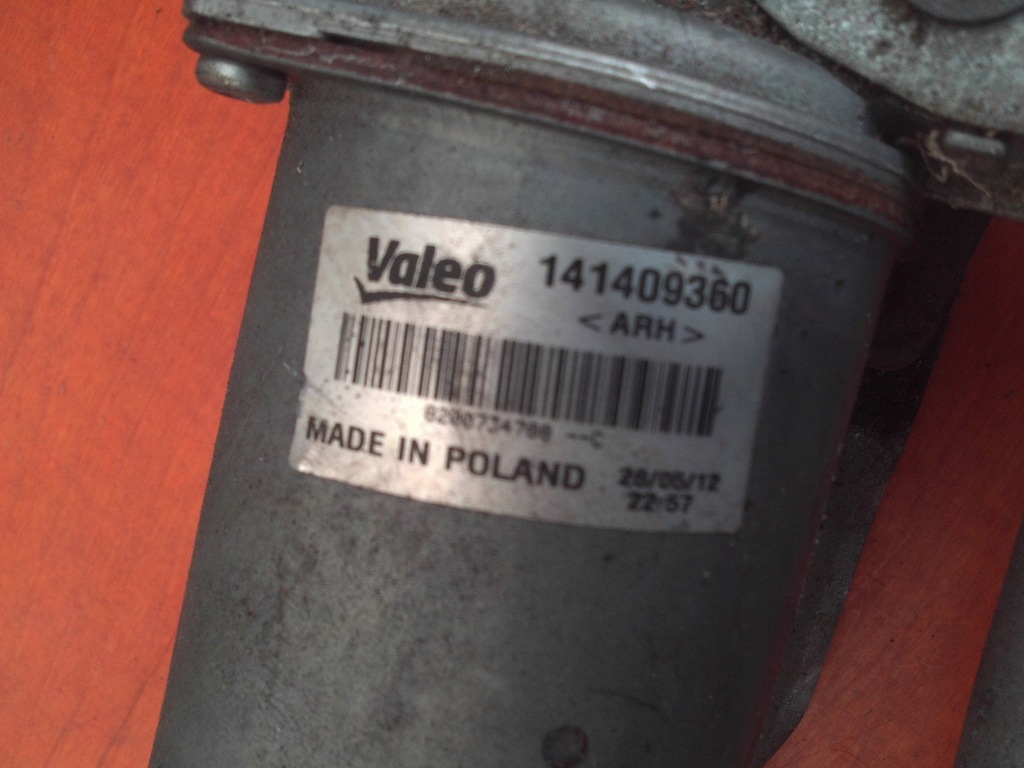 Valeo 141409360
<ARH>
8200734708 --C
MADE IN POLAND
28/05/12
22:57